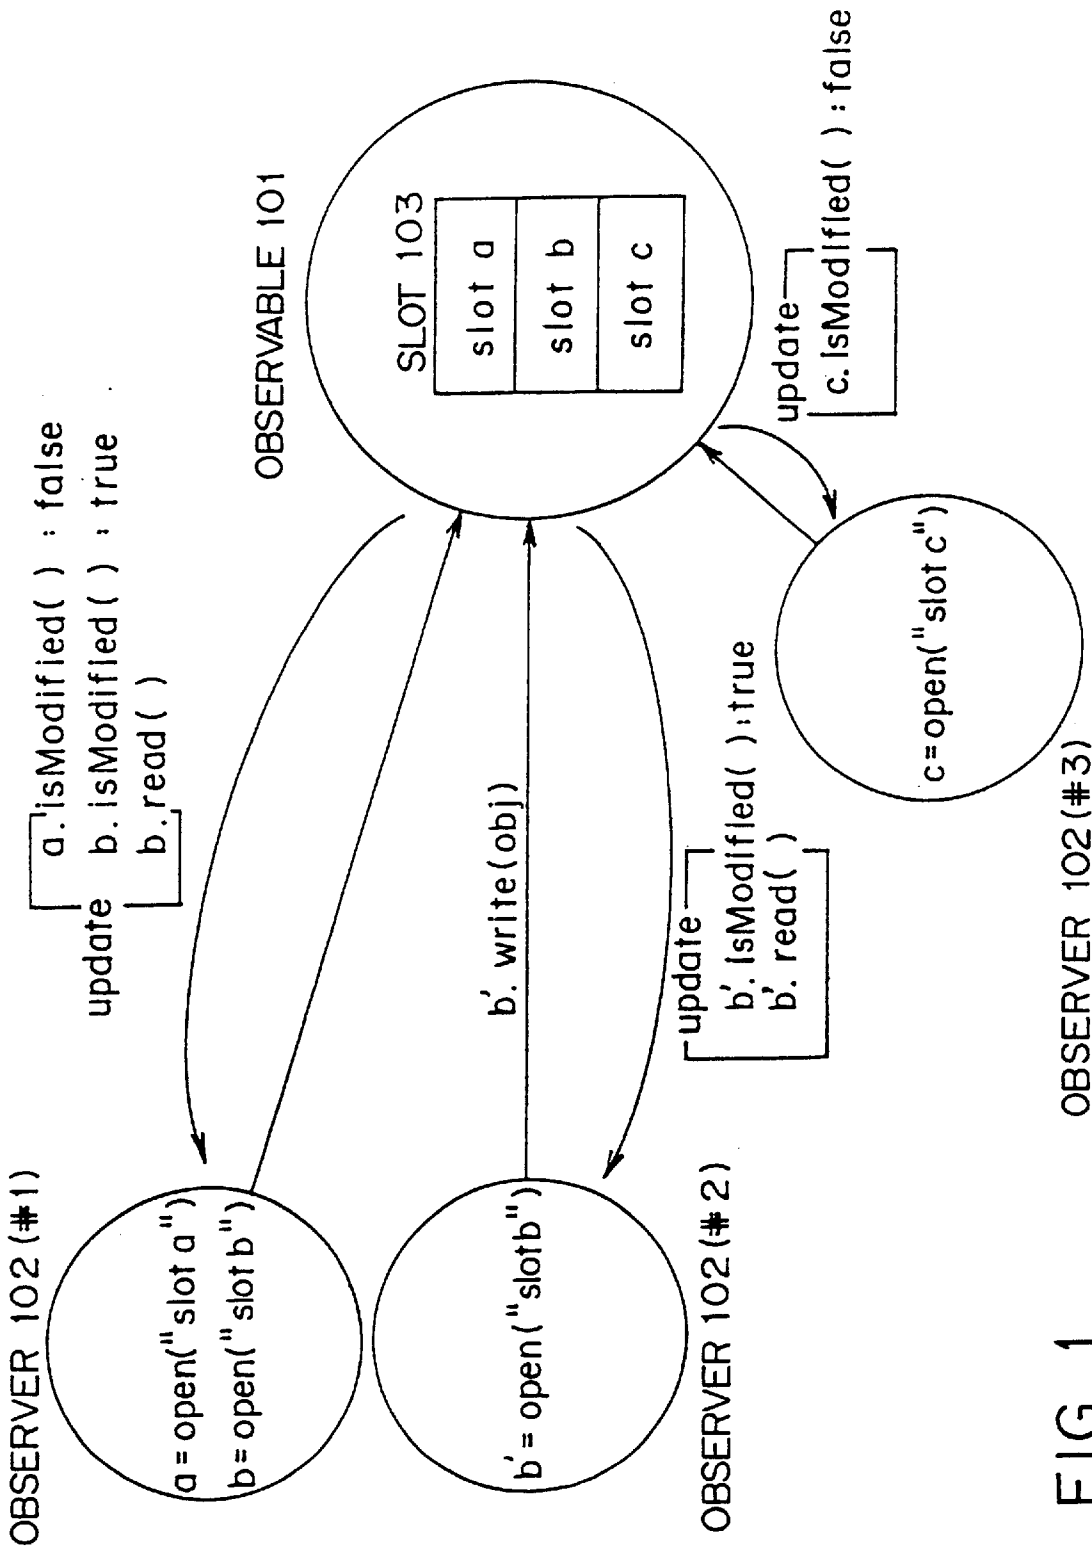 OBSERVER 102 (#1)
a=open("slot a")
b=open("slot b")
update
a.isModified( ) : false
b.isModified( ) : true
b.read( )
OBSERVABLE 101
SLOT 103
slot a
slot b
slot c
b'=open("slotb")
OBSERVER 102(#2)
b'. write(obj)
update
b'. isModified( ):true
b'. read( )
c=open("slot c")
OBSERVER 102(#3)
update
c. isModified( ) : false
FIG 1